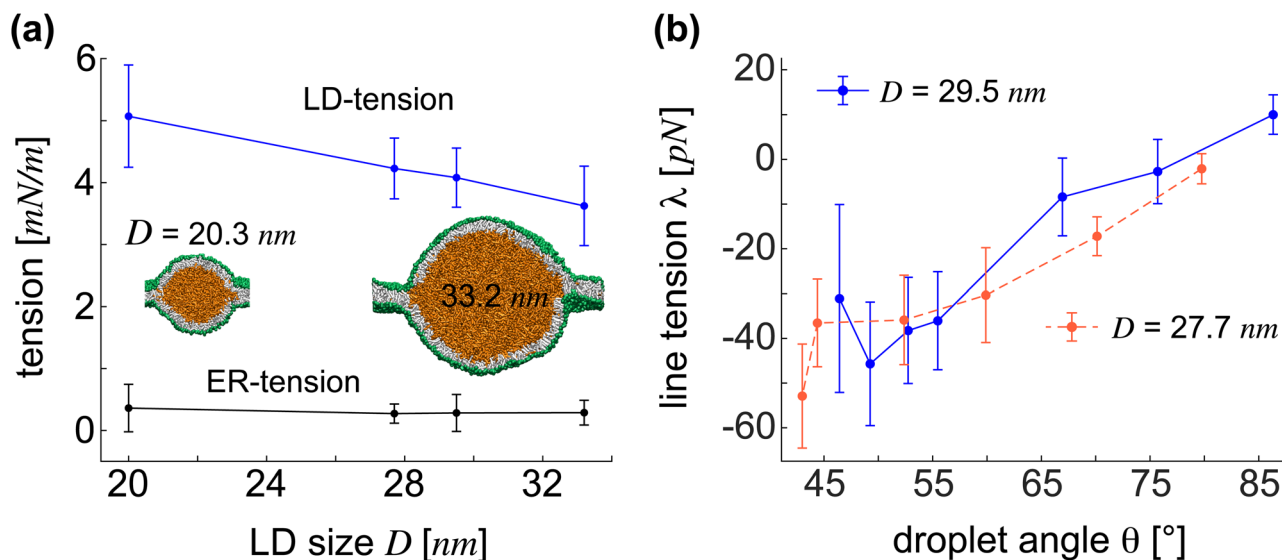 (a)
6
4
2
0
tension [mN/m]
LD-tension
D = 20.3 nm
33.2 nm
ER-tension
20 24 28 32
LD size D [nm]
(b)
20
0
-20
-40
-60
line tension λ [pN]
D = 29.5 nm
D = 27.7 nm
45 55 65 75 85
droplet angle θ [°]